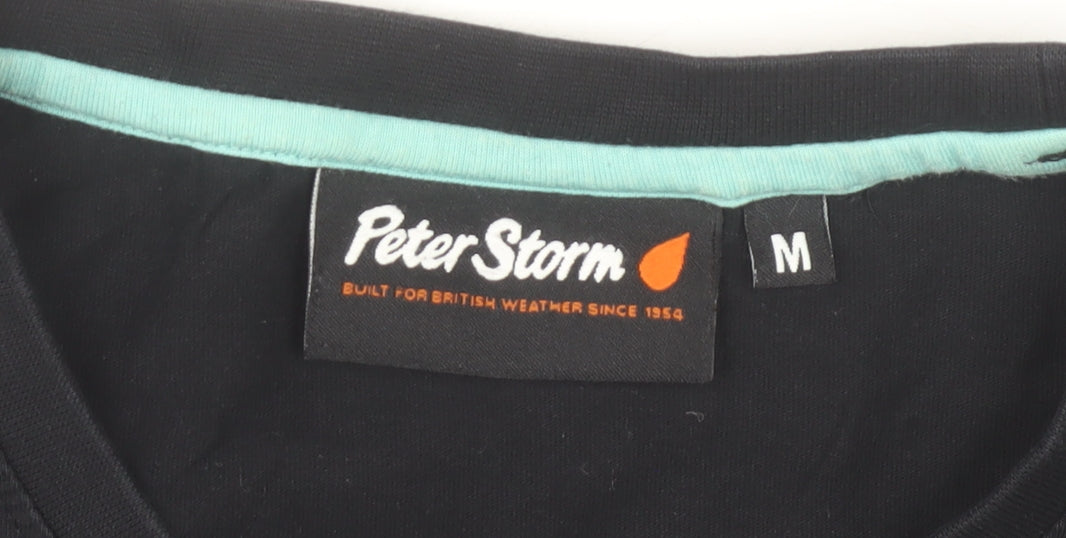 Peter Storm
BUILT FOR BRITISH WEATHER SINCE 1954
M